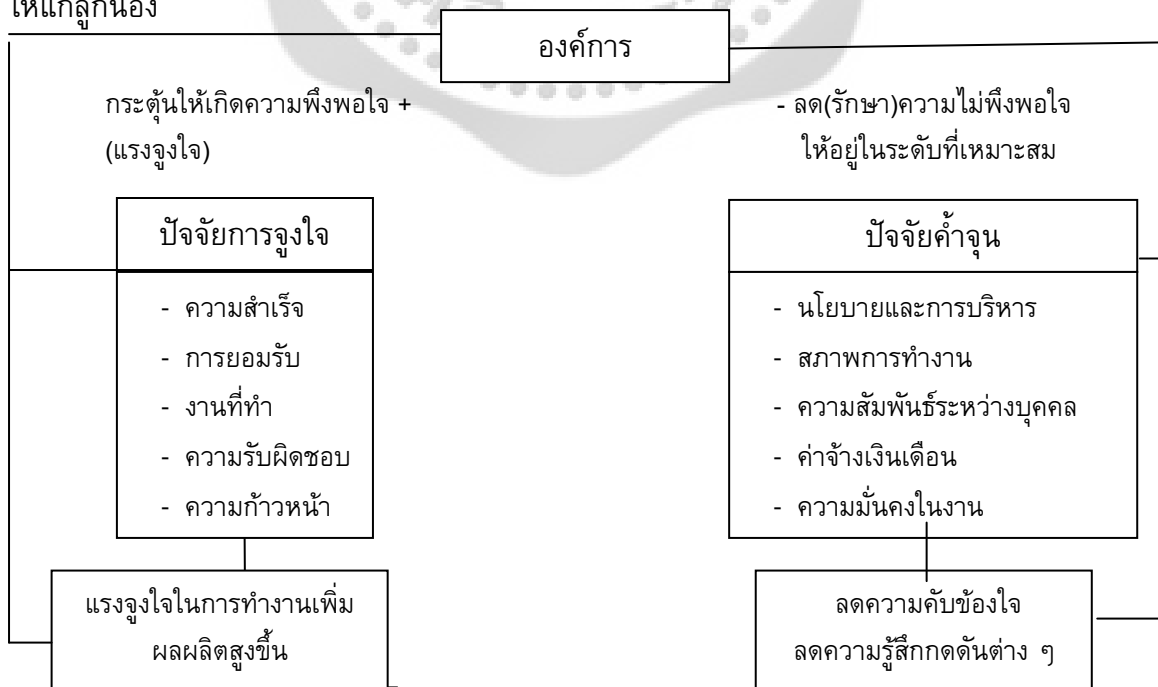 ให้แก่ลูกน้อง
องค์การ
กระตุ้นให้เกิดความพึงพอใจ +
(แรงจูงใจ)
- ลด(รักษา)ความไม่พึงพอใจ
ให้อยู่ในระดับที่เหมาะสม
ปัจจัยการจูงใจ
- ความสำเร็จ
- การยอมรับ
- งานที่ทำ
- ความรับผิดชอบ
- ความก้าวหน้า
ปัจจัยค้ำจุน
- นโยบายและการบริหาร
- สภาพการทำงาน
- ความสัมพันธ์ระหว่างบุคคล
- ค่าจ้างเงินเดือน
- ความมั่นคงในงาน
แรงจูงใจในการทำงานเพิ่ม
ผลผลิตสูงขึ้น
ลดความคับข้องใจ
ลดความรู้สึกกดดันต่าง ๆ